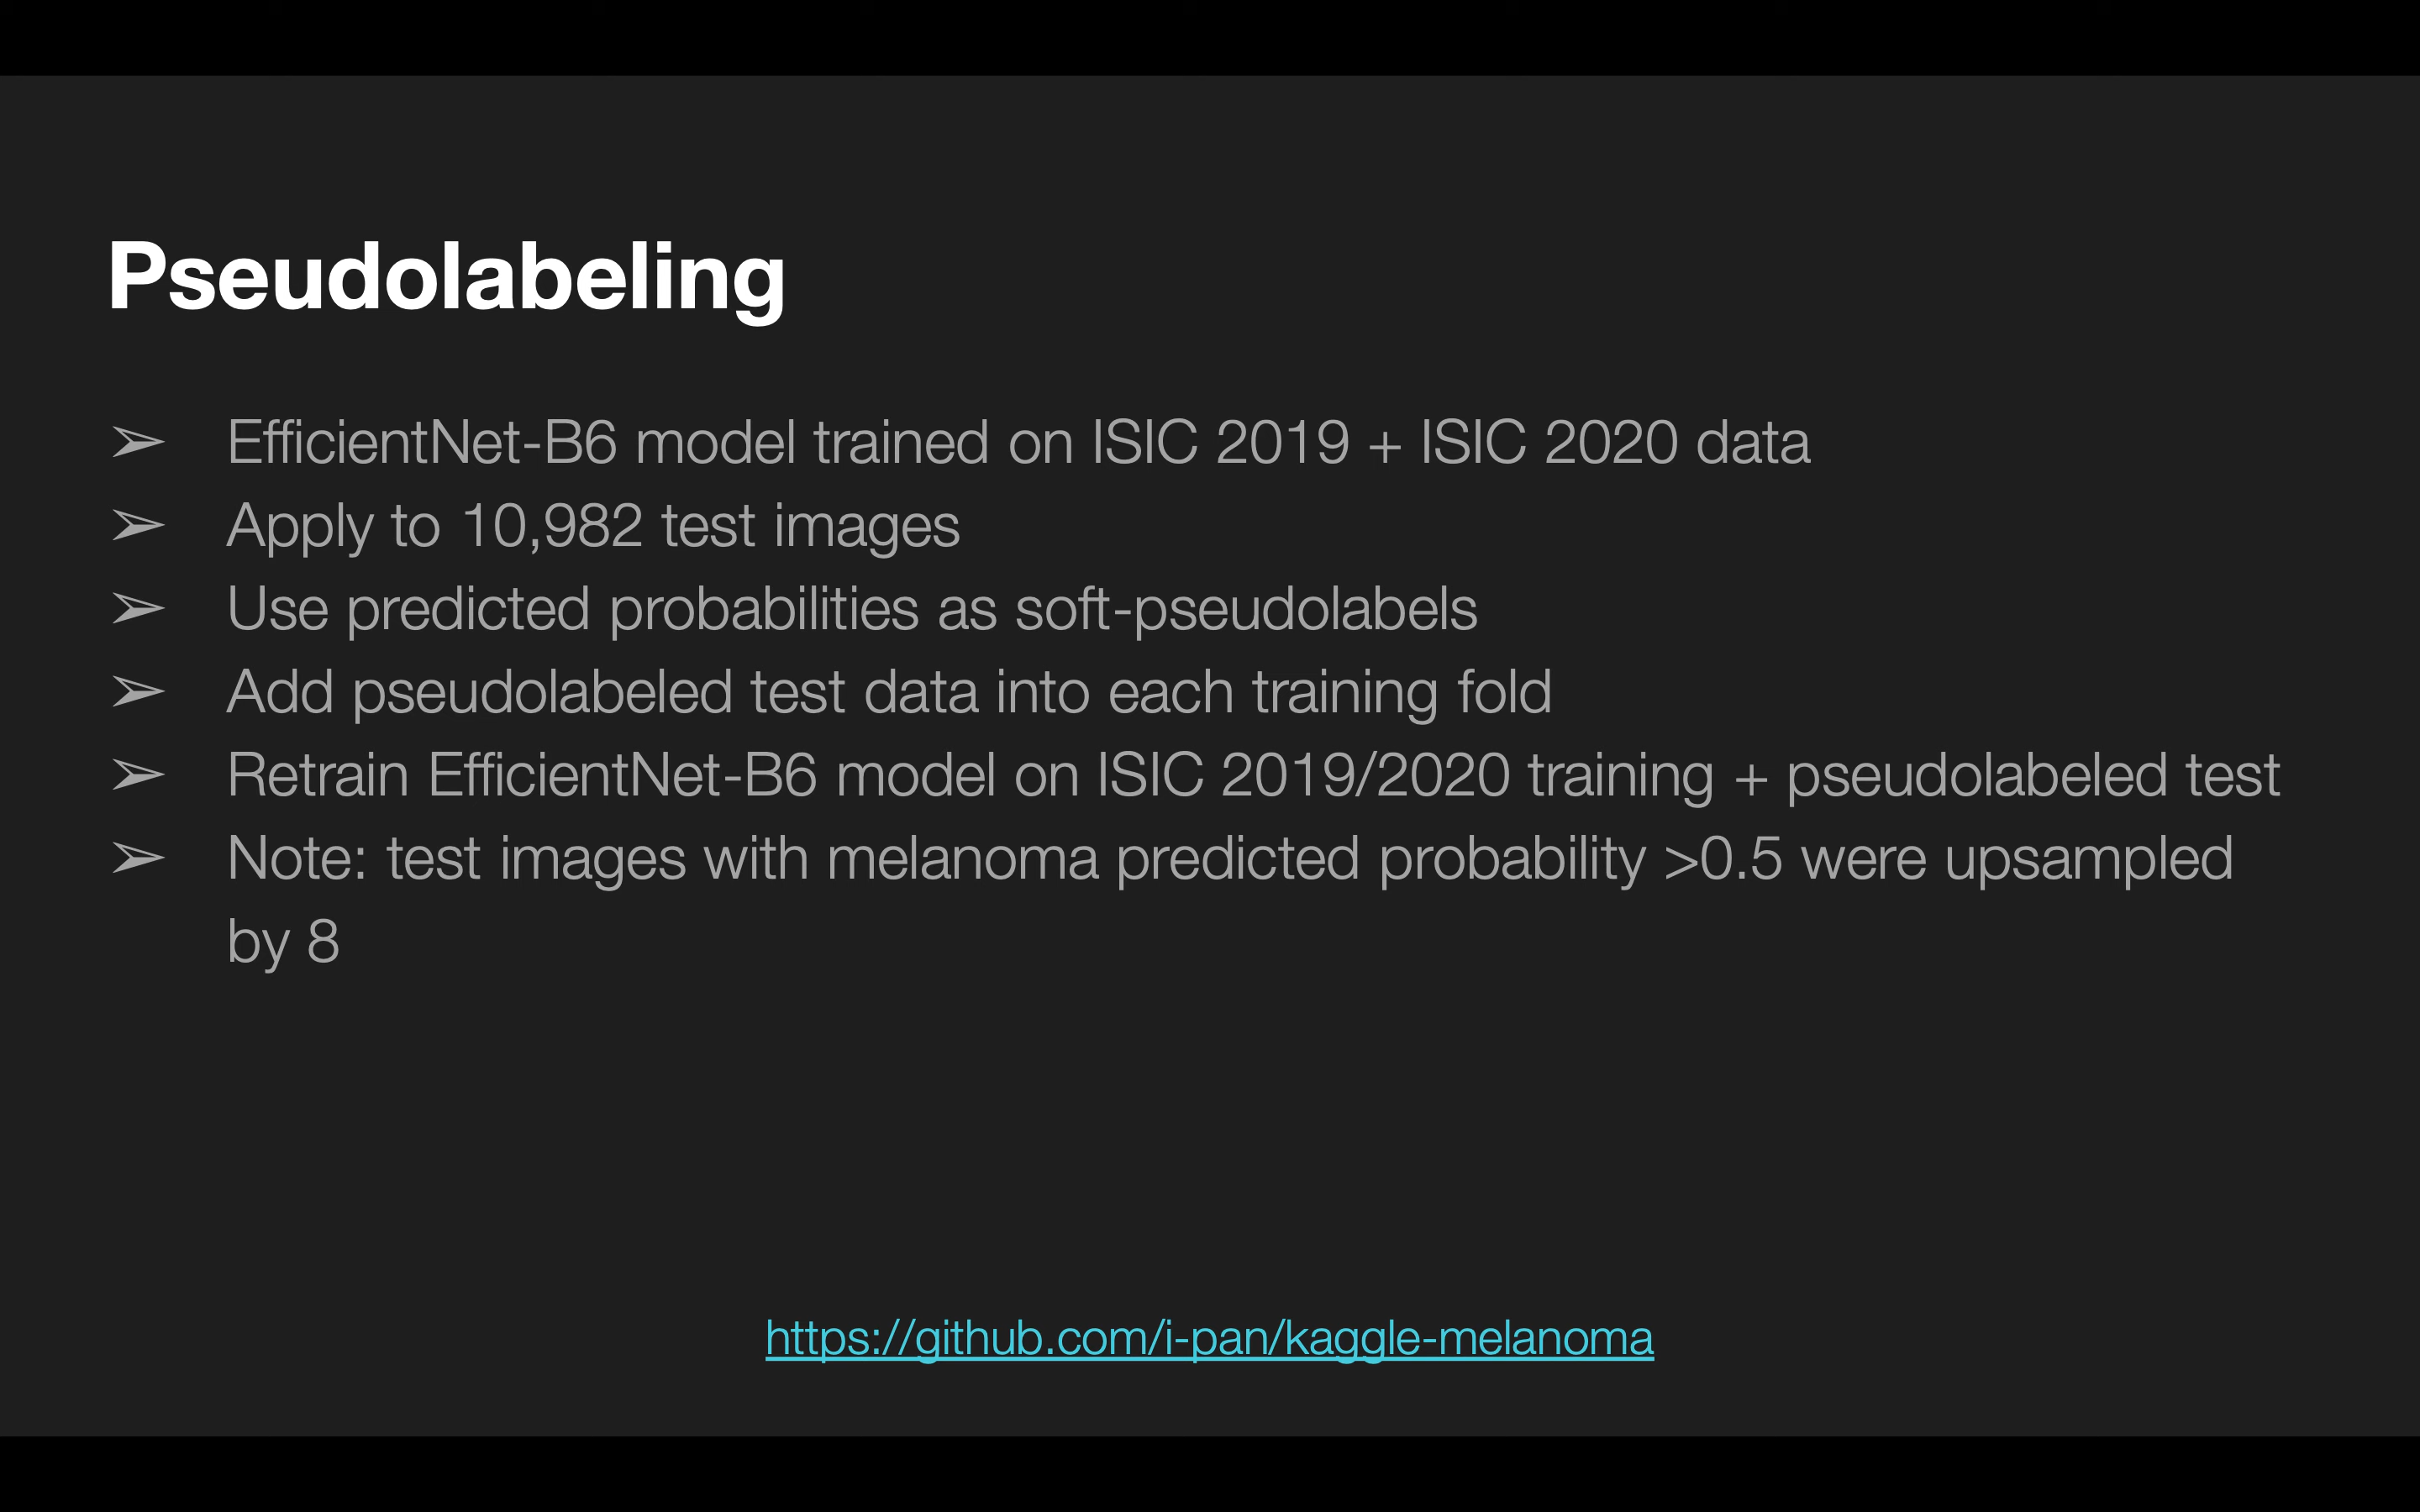 Pseudolabeling
➢ EfficientNet-B6 model trained on ISIC 2019 + ISIC 2020 data
➢ Apply to 10,982 test images
➢ Use predicted probabilities as soft-pseudolabels
➢ Add pseudolabeled test data into each training fold
➢ Retrain EfficientNet-B6 model on ISIC 2019/2020 training + pseudolabeled test
➢ Note: test images with melanoma predicted probability >0.5 were upsampled
by 8
https://github.com/i-pan/kaggle-melanoma